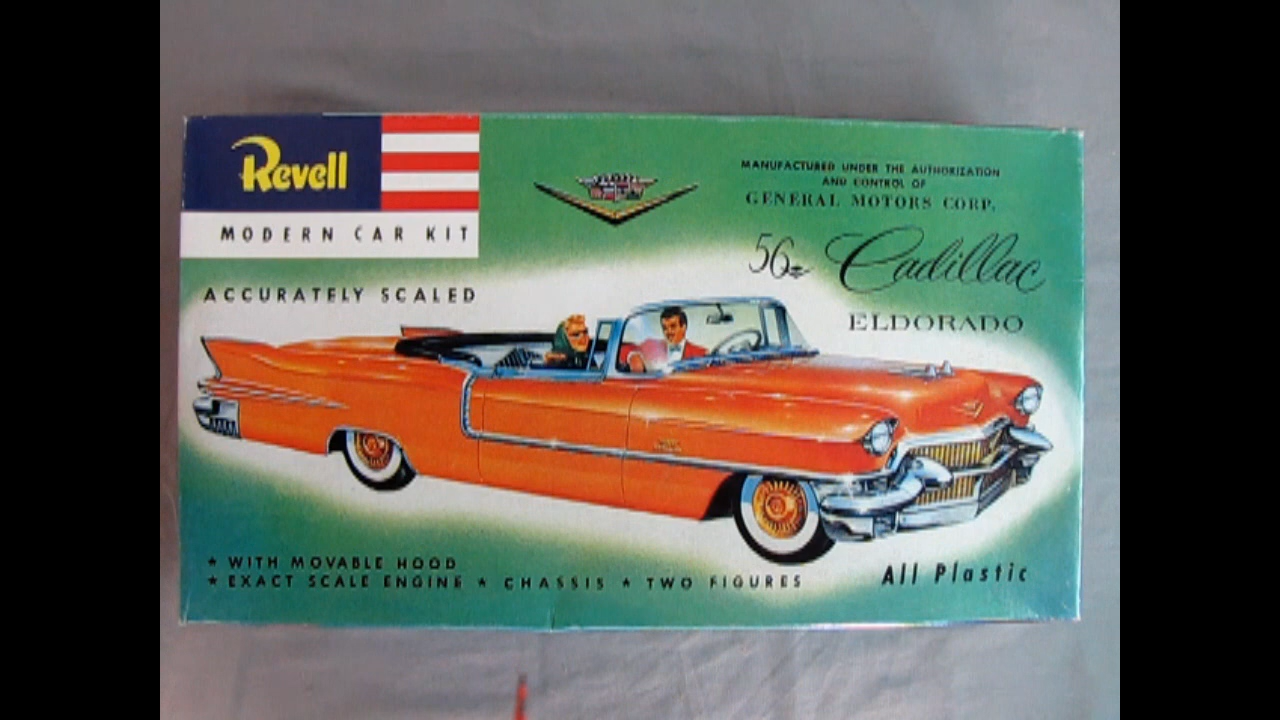 Revell
MODERN CAR KIT
ACCURATELY SCALED
MANUFACTURED UNDER THE AUTHORIZATION
AND CONTROL OF
GENERAL MOTORS CORP.
56 Cadillac
ELDORADO
★ WITH MOVABLE HOOD
★ EXACT SCALE ENGINE ★ CHASSIS ★ TWO FIGURES
All Plastic